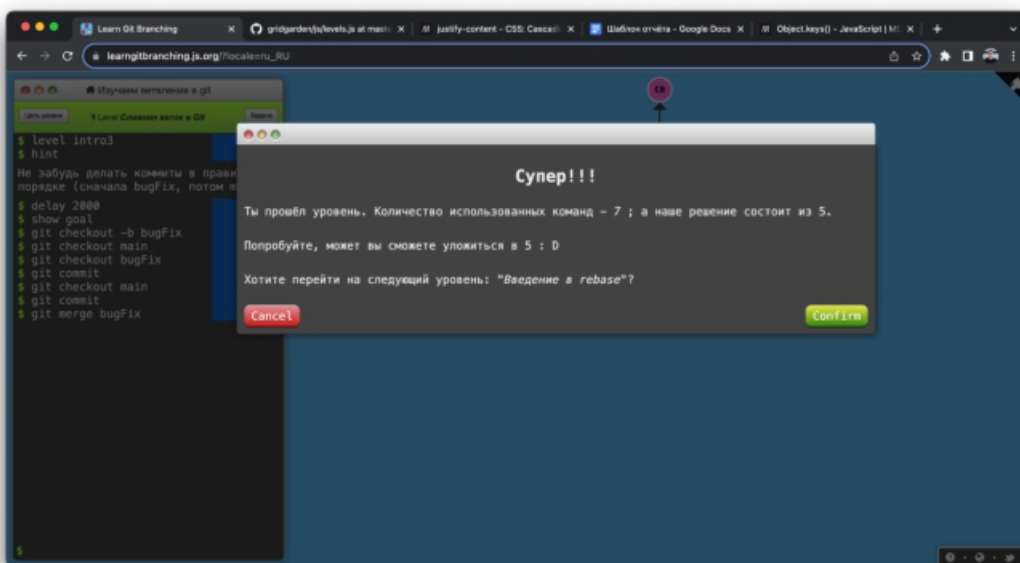 Learn Git Branching
gridgarden/js/levels.js at maste
justify-content - CSS: Cascadi
Шаблон отчёта - Google Docs
Object.keys() - JavaScript | M
learngitbranching.js.org/?locale=ru_RU
C0
Изучаем ветвление в git
Цель уровня
Level Слияния веток в Git
$ level intro3
$ hint
Не забудь делать коммиты в прави
порядке (сначала bugFix, потом m
$ delay 2000
$ show goal
$ git checkout -b bugFix
$ git checkout main
$ git checkout bugFix
$ git commit
$ git checkout main
$ git commit
$ git merge bugFix
$
Супер!!!
Ты прошёл уровень. Количество использованных команд – 7 ; а наше решение состоит из 5.
Попробуйте, может вы сможете уложиться в 5 : D
Хотите перейти на следующий уровень: "Введение в rebase"?
Cancel
Confirm